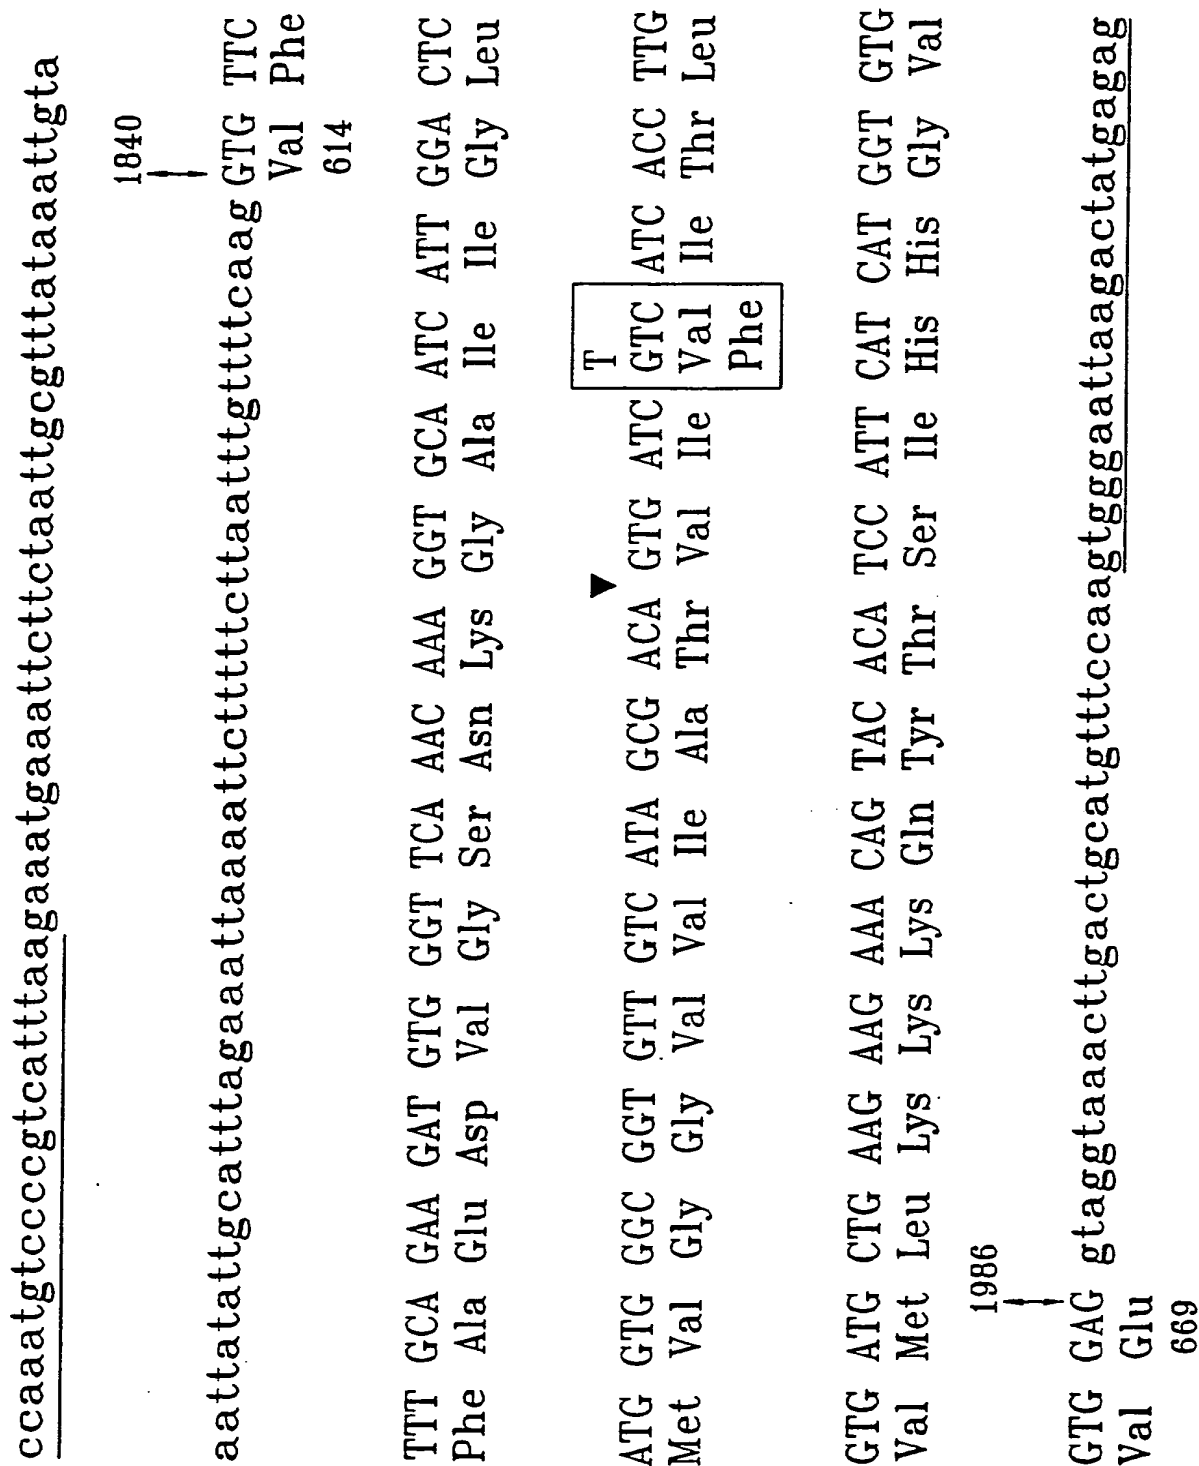 ccaaatgtccccgtcatttaagaaatgaaattcttctaattgcgtttataaattgta
1840
aattatattgcatttagaaattaaaattctttttcttaatttgttttcaag GTG TTC
Val Phe
614
TTT GCA GAA GAT GTG GGT TCA AAC AAA GGT GCA ATC ATT GGA CTC
Phe Ala Glu Asp Val Gly Ser Asn Lys Gly Ala Ile Ile Gly Leu
T
ATG GTG GGC GGT GTT GTC ATA GCG ACA GTG ATC GTC ATC ACC TTG
Met Val Gly Gly Val Val Ile Ala Thr Val Ile Val Ile Thr Leu
Phe
GTG ATG CTG AAG AAG AAA CAG TAC ACA TCC ATT CAT CAT GGT GTG
Val Met Leu Lys Lys Lys Gln Tyr Thr Ser Ile His His Gly Val
1986
GTG GAG gtaggtaaacttgactgcatgtttccaagtgggaattaagactatgagag
Val Glu
669